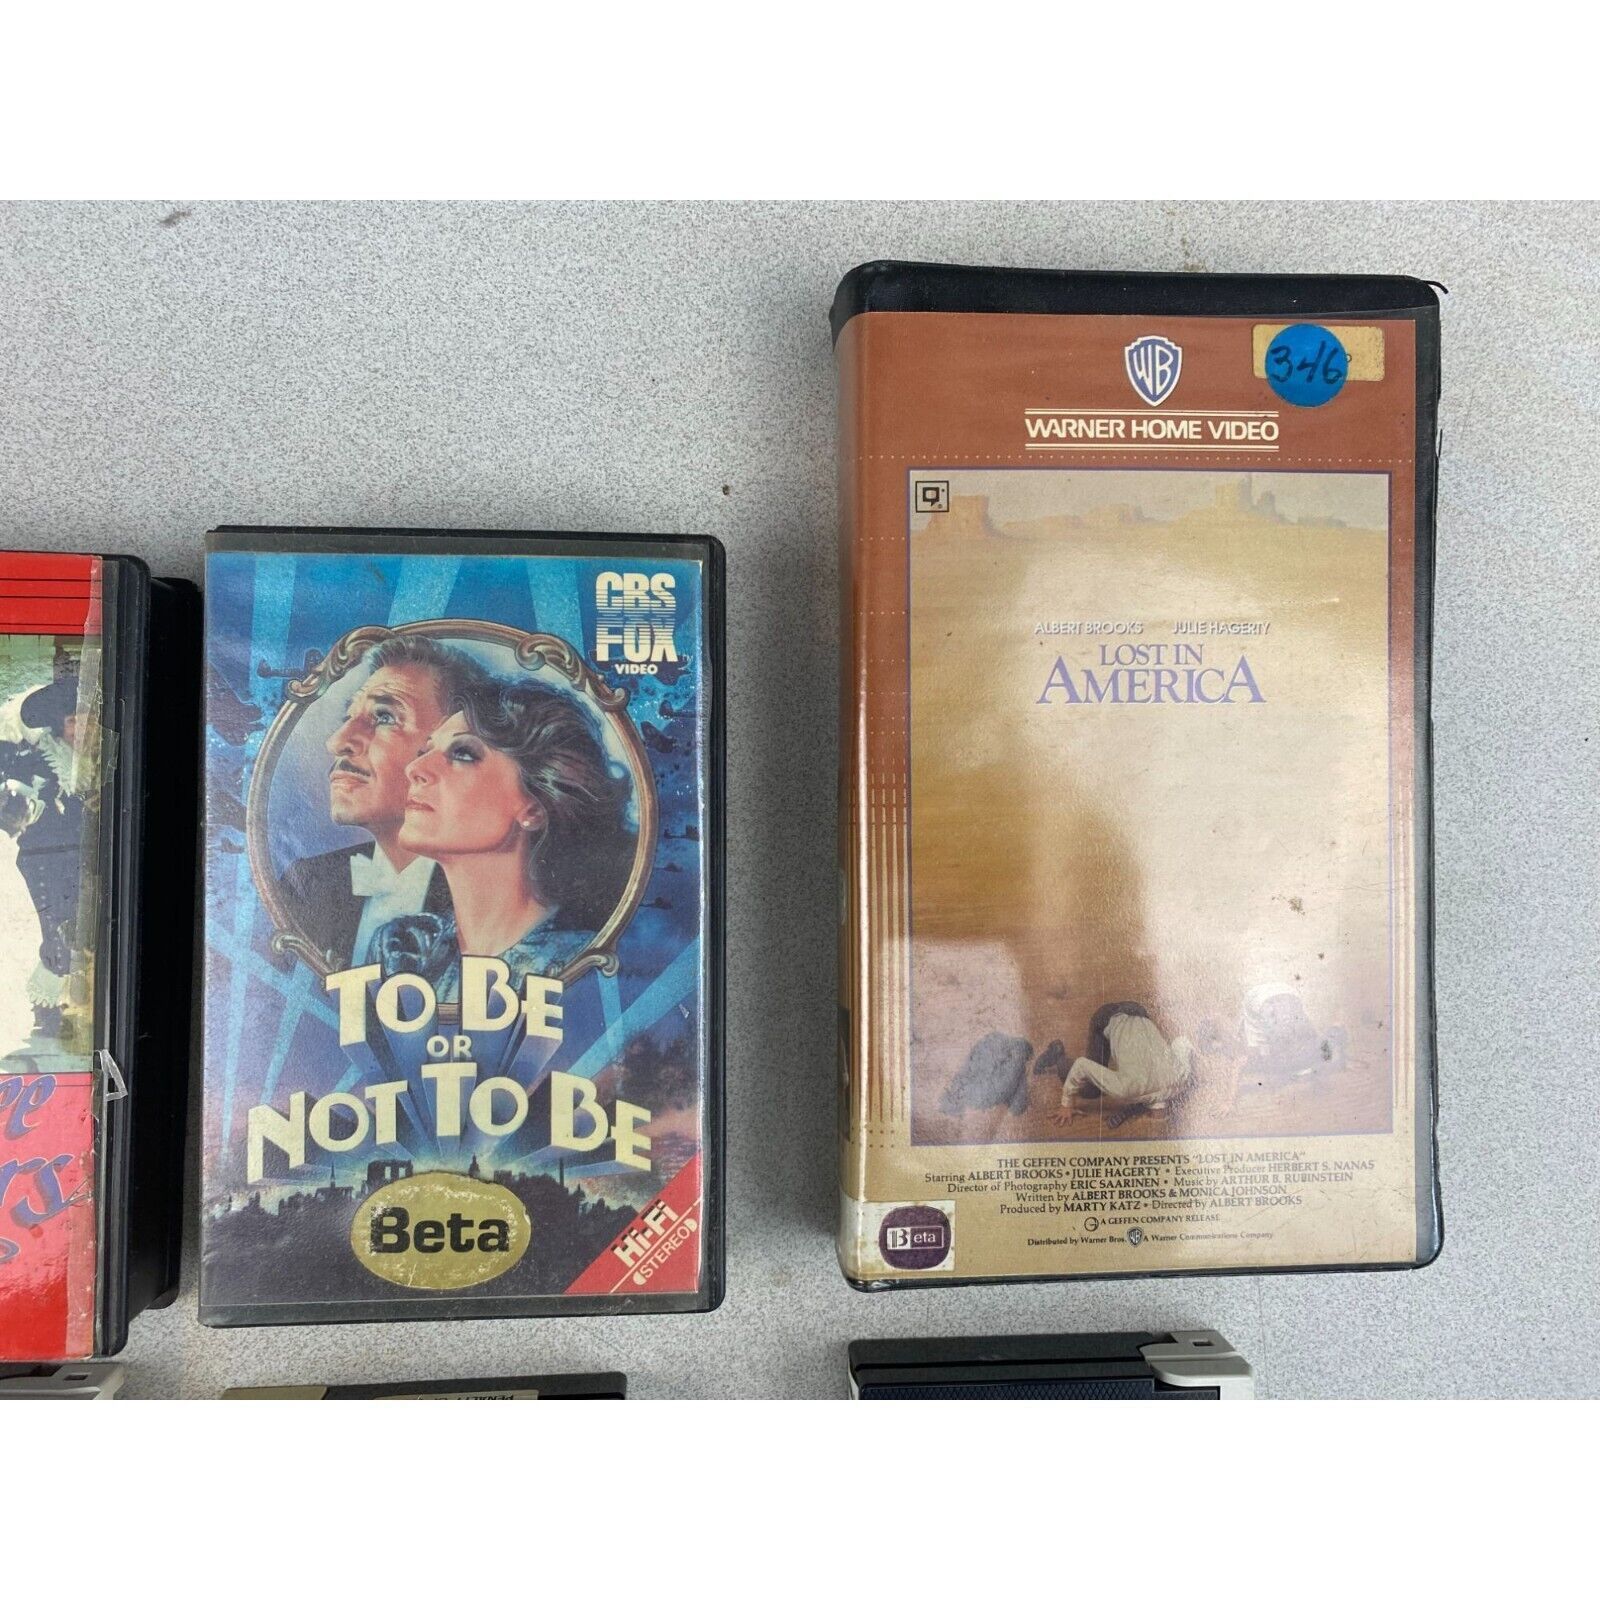 CBS
FOX
VIDEO
TO BE
OR
NOT TO BE
Beta
Hi-Fi
STEREO
346
WB
WARNER HOME VIDEO
ALBERT BROOKS JULIE HAGERTY
LOST IN
AMERICA
THE GEFFEN COMPANY PRESENTS "LOST IN AMERICA"
Starring ALBERT BROOKS • JULIE HAGERTY • Executive Producer HERBERT S. NANAS
Director of Photography ERIC SAARINEN • Music by ARTHUR B. RUBINSTEIN
Written by ALBERT BROOKS & MONICA JOHNSON
Produced by MARTY KATZ • Directed by ALBERT BROOKS
A GEFFEN COMPANY RELEASE
Distributed by Warner Bros. A Warner Communications Company
Beta